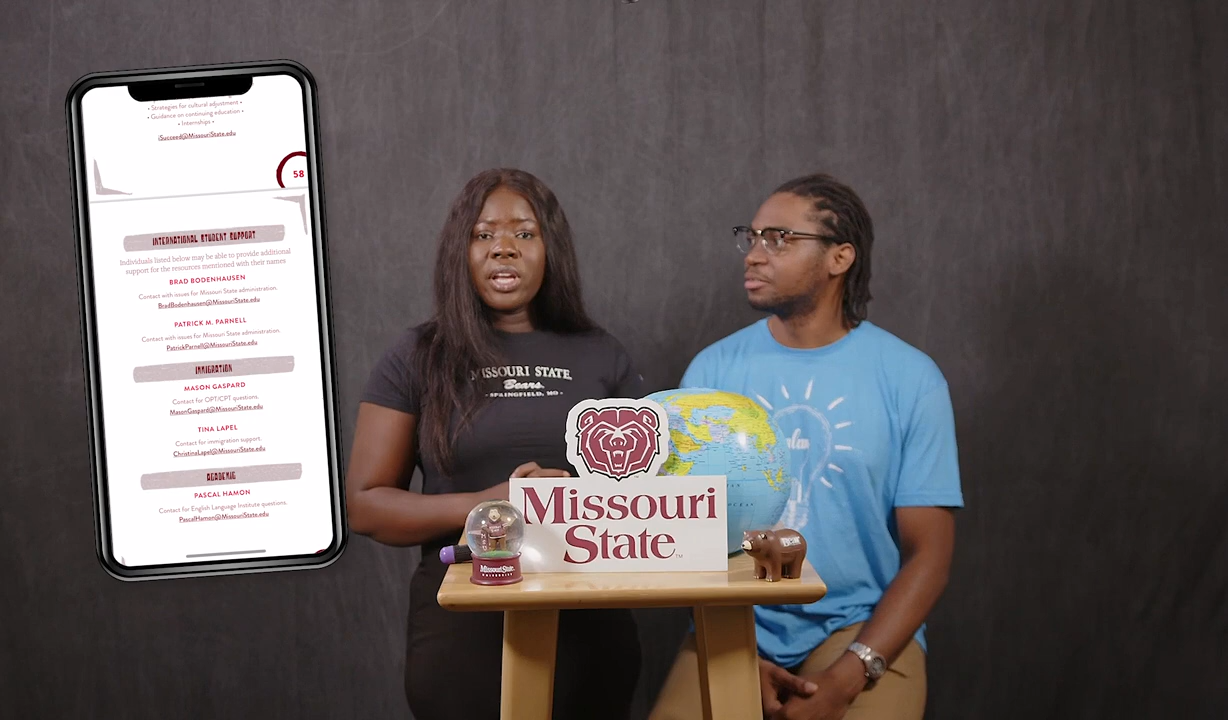 • Strategies for cultural adjustment •
• Guidance on continuing education •
• Internships •
iSucceed@MissouriState.edu
58
INTERNATIONAL STUDENT SUPPORT
Individuals listed below may be able to provide additional
support for the resources mentioned with their names
BRAD BODENHAUSEN
Contact with issues for Missouri State administration.
BradBodenhausen@MissouriState.edu
PATRICK M. PARNELL
Contact with issues for Missouri State administration.
PatrickParnell@MissouriState.edu
IMMIGRATION
MASON GASPARD
Contact for OPT/CPT questions.
MasonGaspard@MissouriState.edu
TINA LAPEL
Contact for immigration support.
ChristinaLapel@MissouriState.edu
ACADEMIC
PASCAL HAMON
Contact for English Language Institute questions.
PascalHamon@MissouriState.edu
MISSOURI STATE.
Bears.
- SPRINGFIELD, MO -
Missouri
State™
Missouri State.
UNIVERSITY
OCEAN